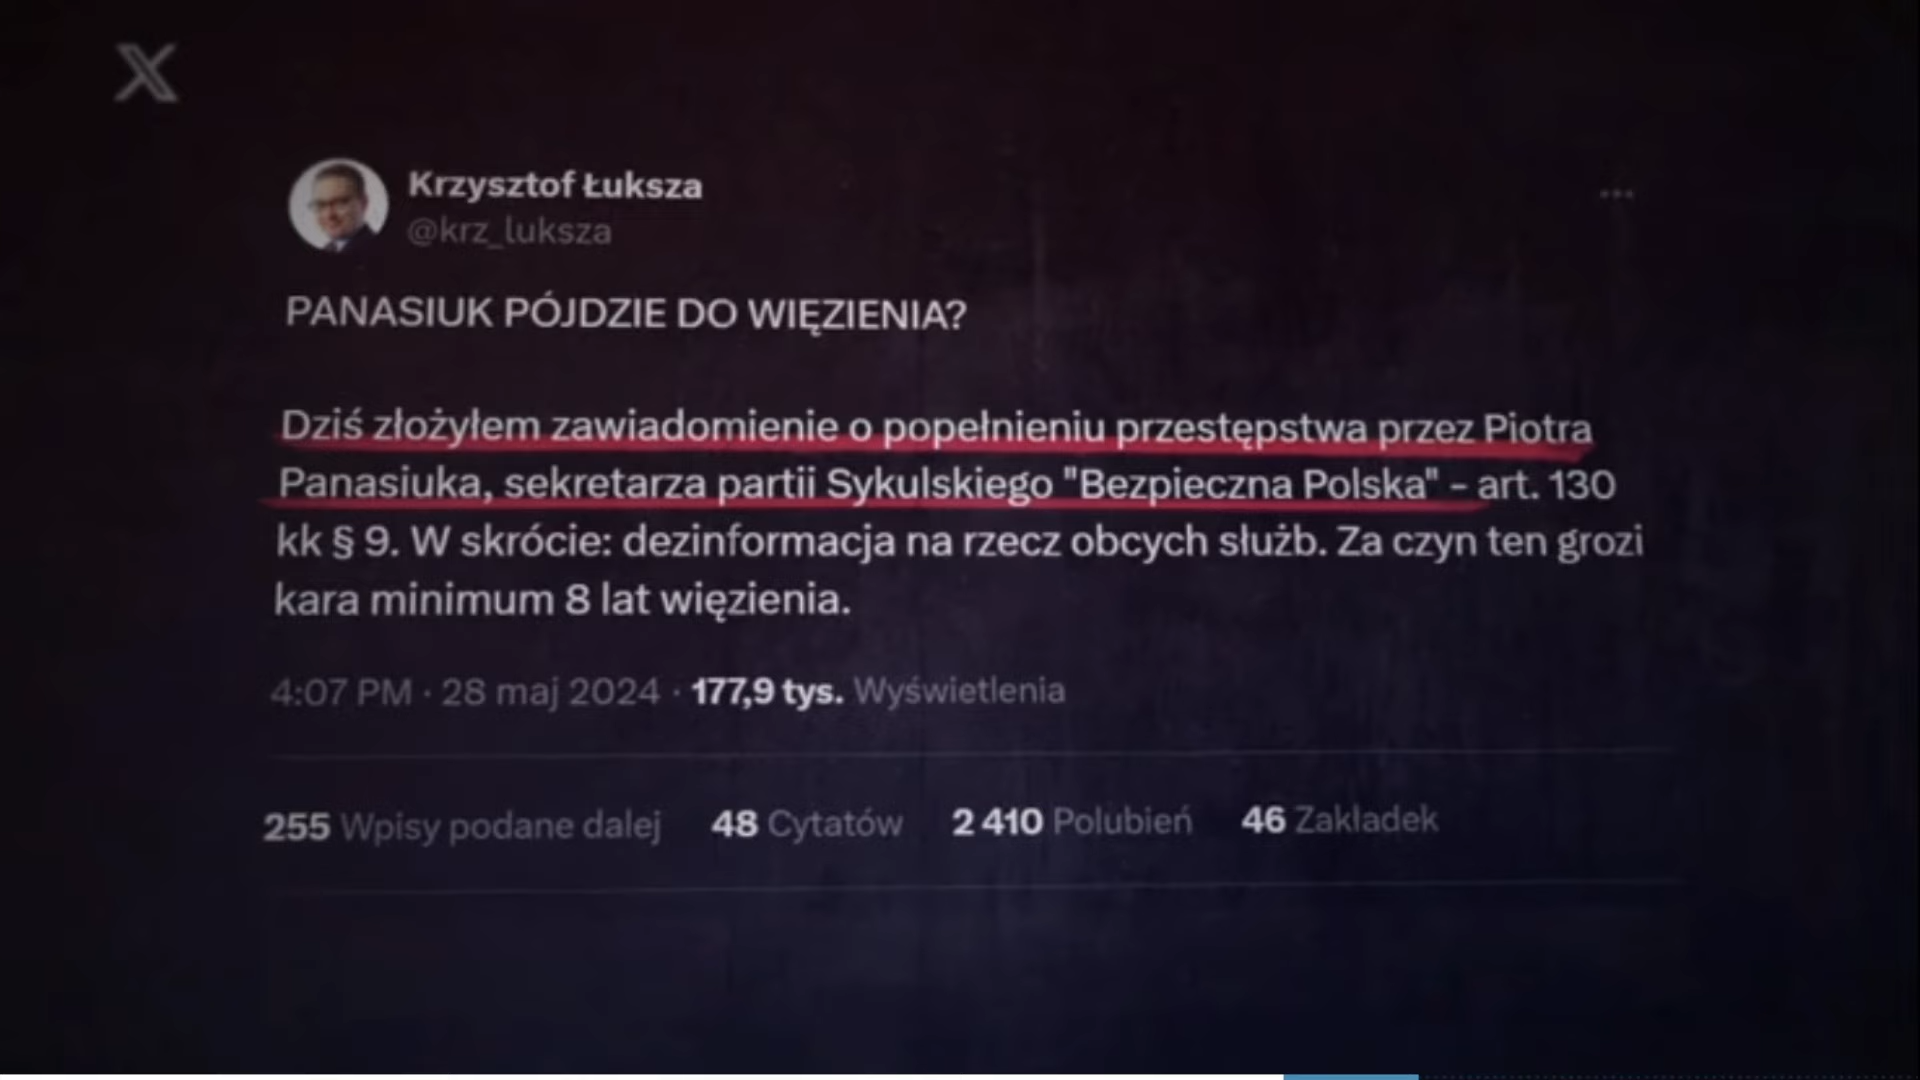 X
Krzysztof Łuksza
@krz_luksza
PANASIUK PÓJDZIE DO WIĘZIENIA?
Dziś złożyłem zawiadomienie o popełnieniu przestępstwa przez Piotra
Panasiuka, sekretarza partii Sykulskiego "Bezpieczna Polska" - art. 130
kk § 9. W skrócie: dezinformacja na rzecz obcych służb. Za czyn ten grozi
kara minimum 8 lat więzienia.
4:07 PM · 28 maj 2024 · 177,9 tys. Wyświetlenia
255 Wpisy podane dalej 48 Cytatów 2 410 Polubień 46 Zakładek